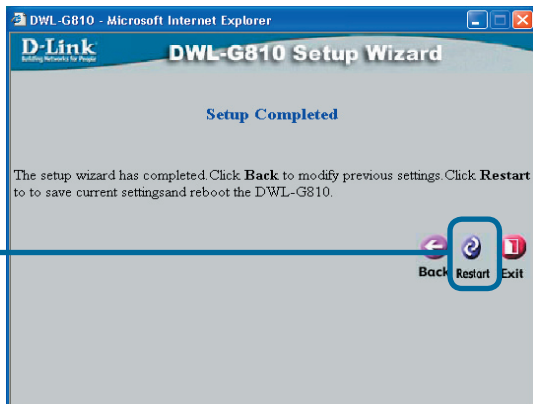 DWL-G810 - Microsoft Internet Explorer
D-Link
Building Networks for People
DWL-G810 Setup Wizard
Setup Completed
The setup wizard has completed.Click Back to modify previous settings.Click Restart
to to save current settingsand reboot the DWL-G810.
Back Restart Exit